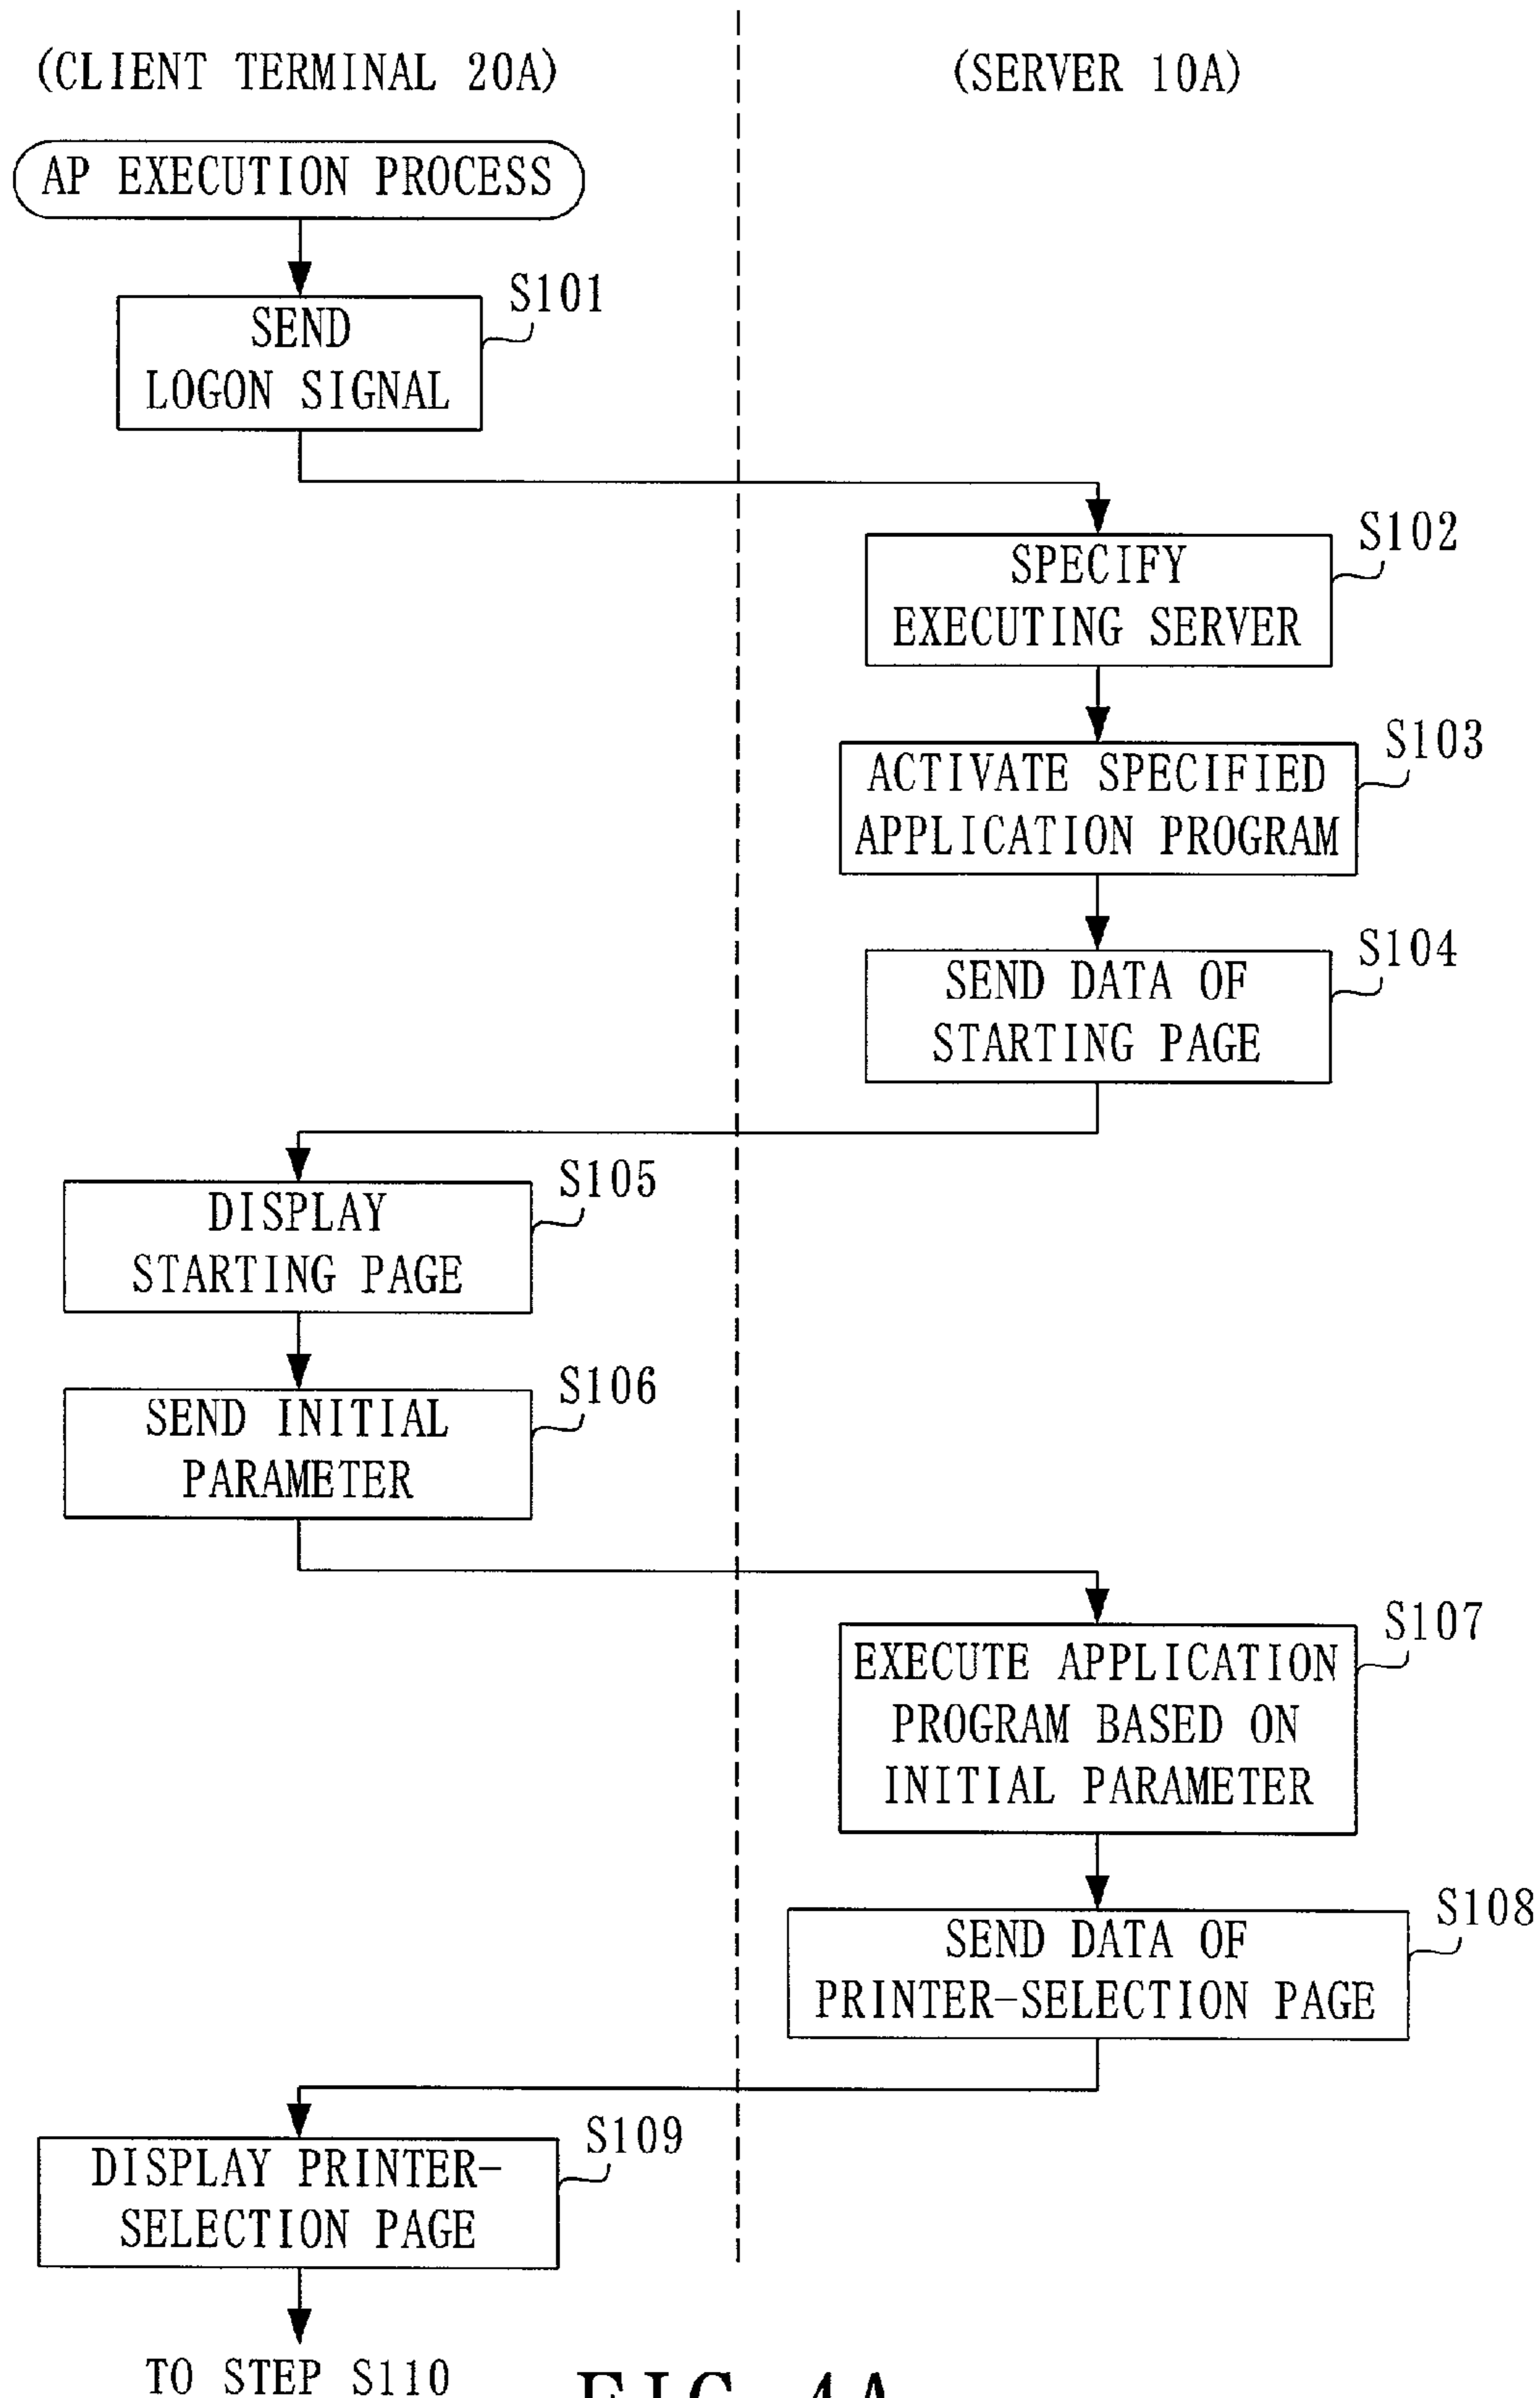 (CLIENT TERMINAL 20A)
(SERVER 10A)
AP EXECUTION PROCESS
S101
SEND
LOGON SIGNAL
S102
SPECIFY
EXECUTING SERVER
S103
ACTIVATE SPECIFIED
APPLICATION PROGRAM
S104
SEND DATA OF
STARTING PAGE
S105
DISPLAY
STARTING PAGE
S106
SEND INITIAL
PARAMETER
S107
EXECUTE APPLICATION
PROGRAM BASED ON
INITIAL PARAMETER
S108
SEND DATA OF
PRINTER-SELECTION PAGE
S109
DISPLAY PRINTER-
SELECTION PAGE
TO STEP S110
FIG. 4A